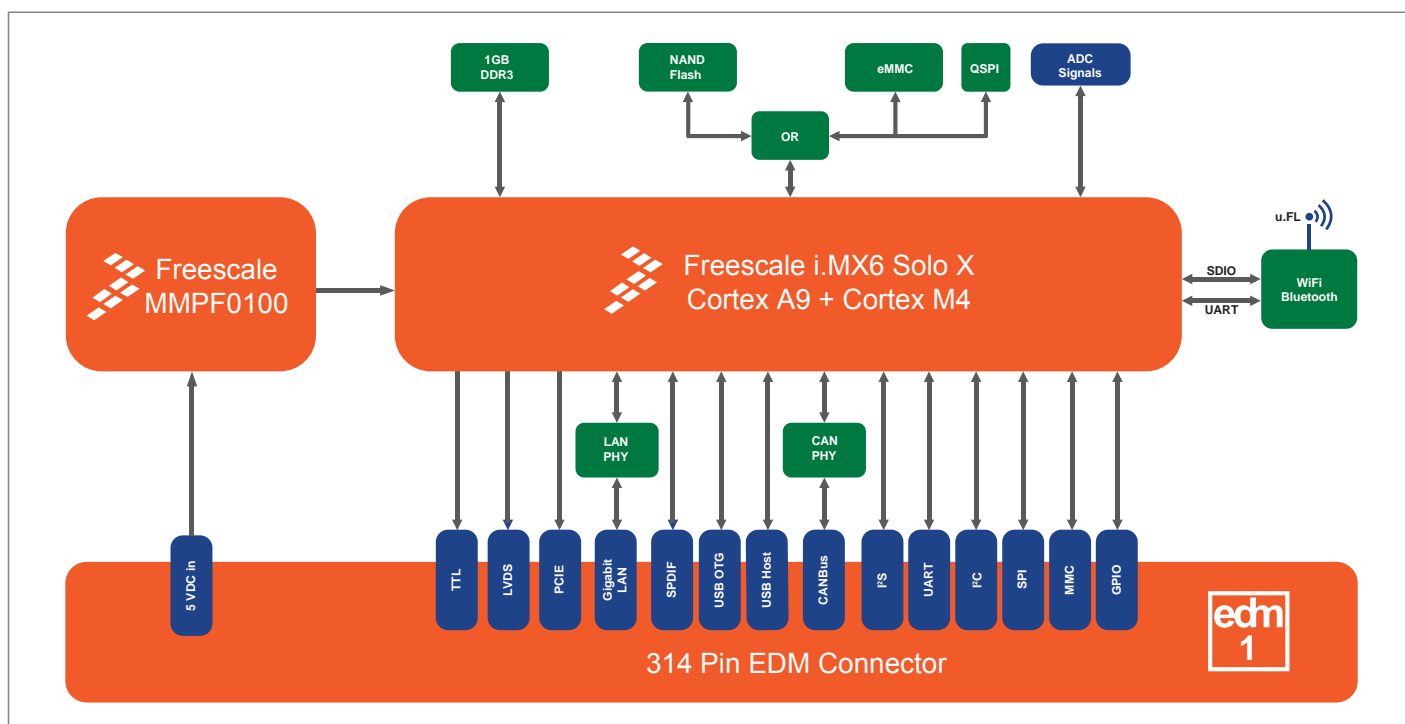 1GB
DDR3
NAND
Flash
eMMC
QSPI
ADC
Signals
OR
u.FL
Freescale
MMPF0100
Freescale i.MX6 Solo X
Cortex A9 + Cortex M4
SDIO
UART
WiFi
Bluetooth
LAN
PHY
CAN
PHY
5 VDC in
TTL
LVDS
PCIE
Gigabit
LAN
SPDIF
USB OTG
USB Host
CANBus
I²S
UART
I²C
SPI
MMC
GPIO
edm
1
314 Pin EDM Connector